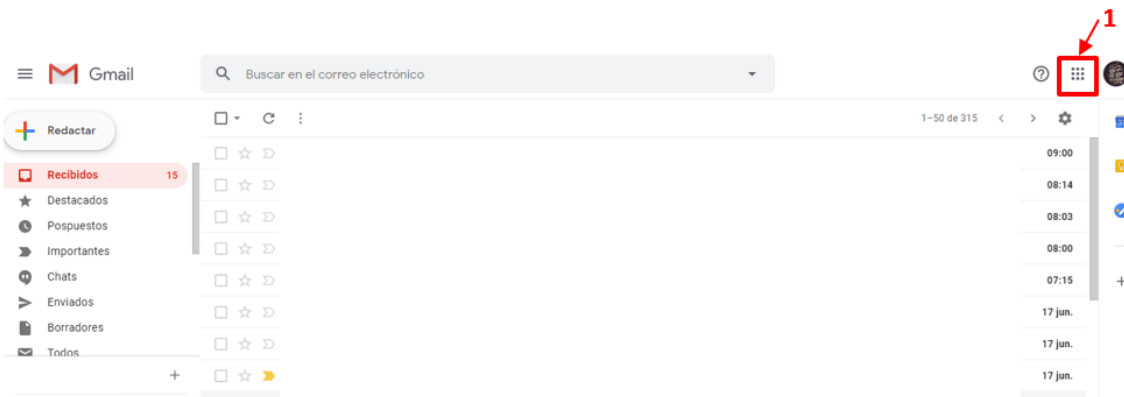 1
Gmail
Buscar en el correo electrónico
Redactar
1–50 de 315
Recibidos 15
Destacados
Pospuestos
Importantes
Chats
Enviados
Borradores
Todos
09:00
08:14
08:03
08:00
07:15
17 jun.
17 jun.
17 jun.